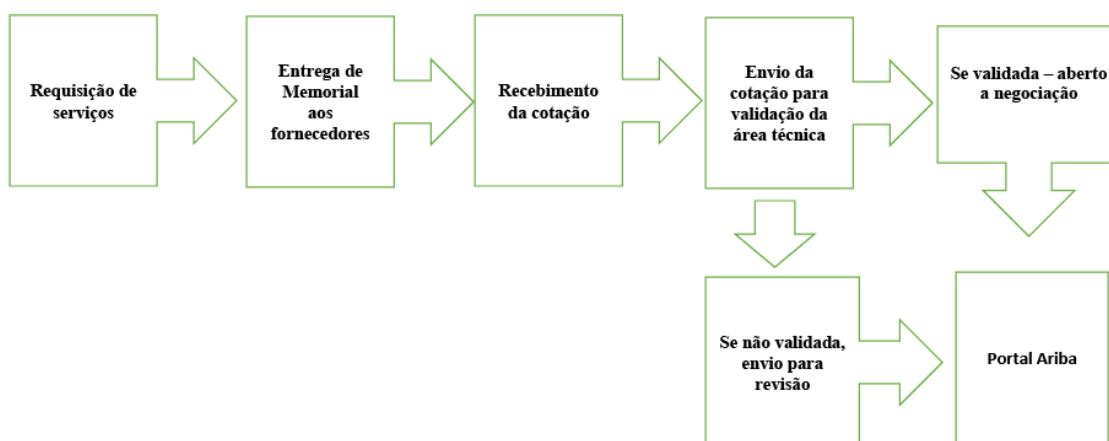 Requisição de
serviços
Entrega de
Memorial
aos
fornecedores
Recebimento
da cotação
Envio da
cotação para
validação da
área técnica
Se validada – aberto
a negociação
Se não validada,
envio para
revisão
Portal Ariba